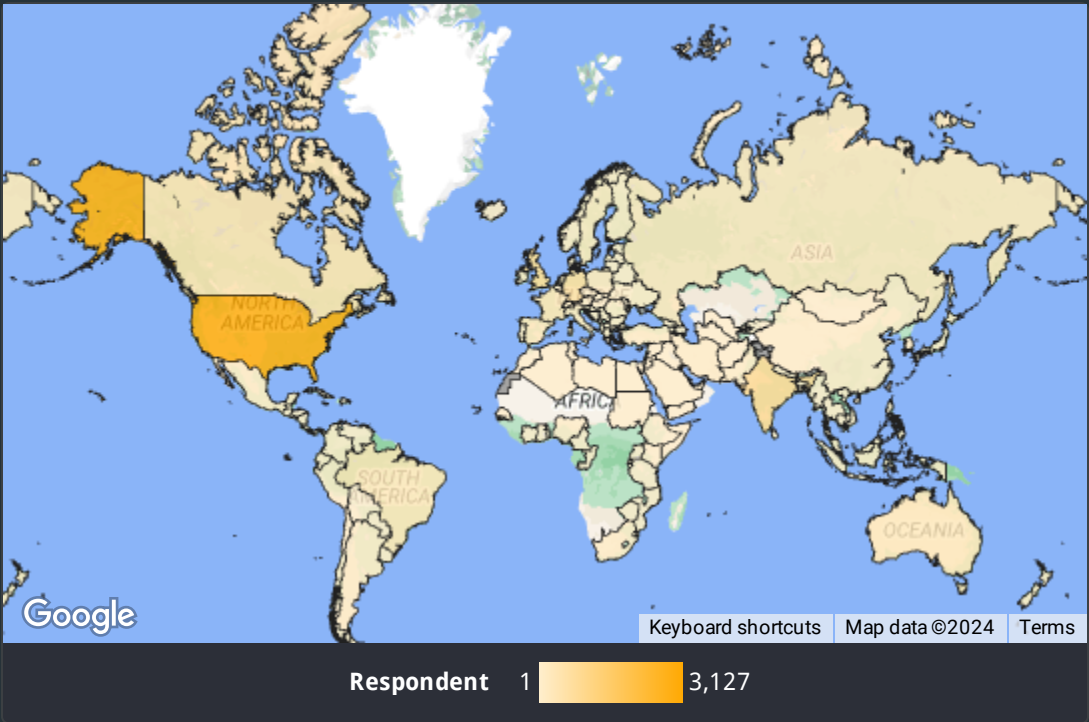 ASIA
NORTH
AMERICA
AFRICA
SOUTH
AMERICA
OCEANIA
Google
Keyboard shortcuts
Map data ©2024
Terms
Respondent 1 3,127